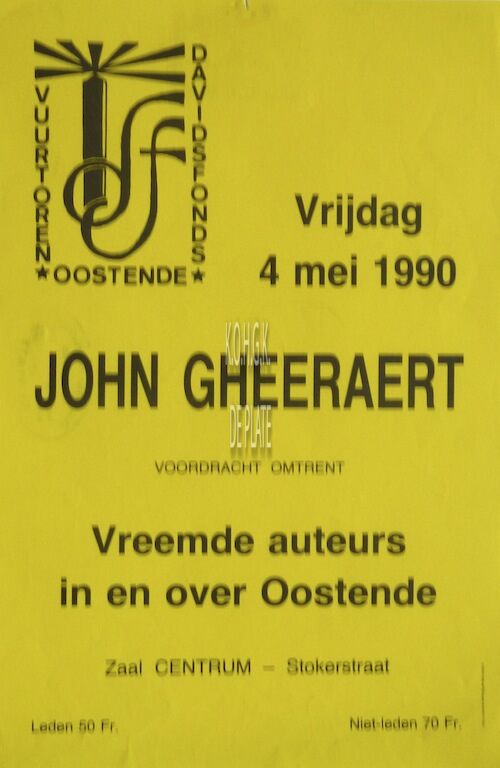 VUURTOREN
DAVIDSFONDS
★ OOSTENDE ★
Vrijdag
4 mei 1990
K.O.H.G.K.
JOHN GHEERAERT
DE PLATE
VOORDRACHT OMTRENT
Vreemde auteurs
in en over Oostende
Zaal CENTRUM – Stokerstraat
Leden 50 Fr.
Niet-leden 70 Fr.